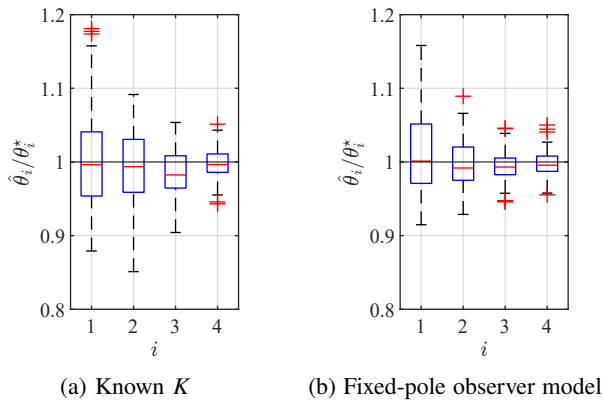 1.2
1.1
1
0.9
0.8
θ̂ᵢ/θᵢ⋆
1 2 3 4
i
(a) Known K
1.2
1.1
1
0.9
0.8
θ̂ᵢ/θᵢ⋆
1 2 3 4
i
(b) Fixed-pole observer model